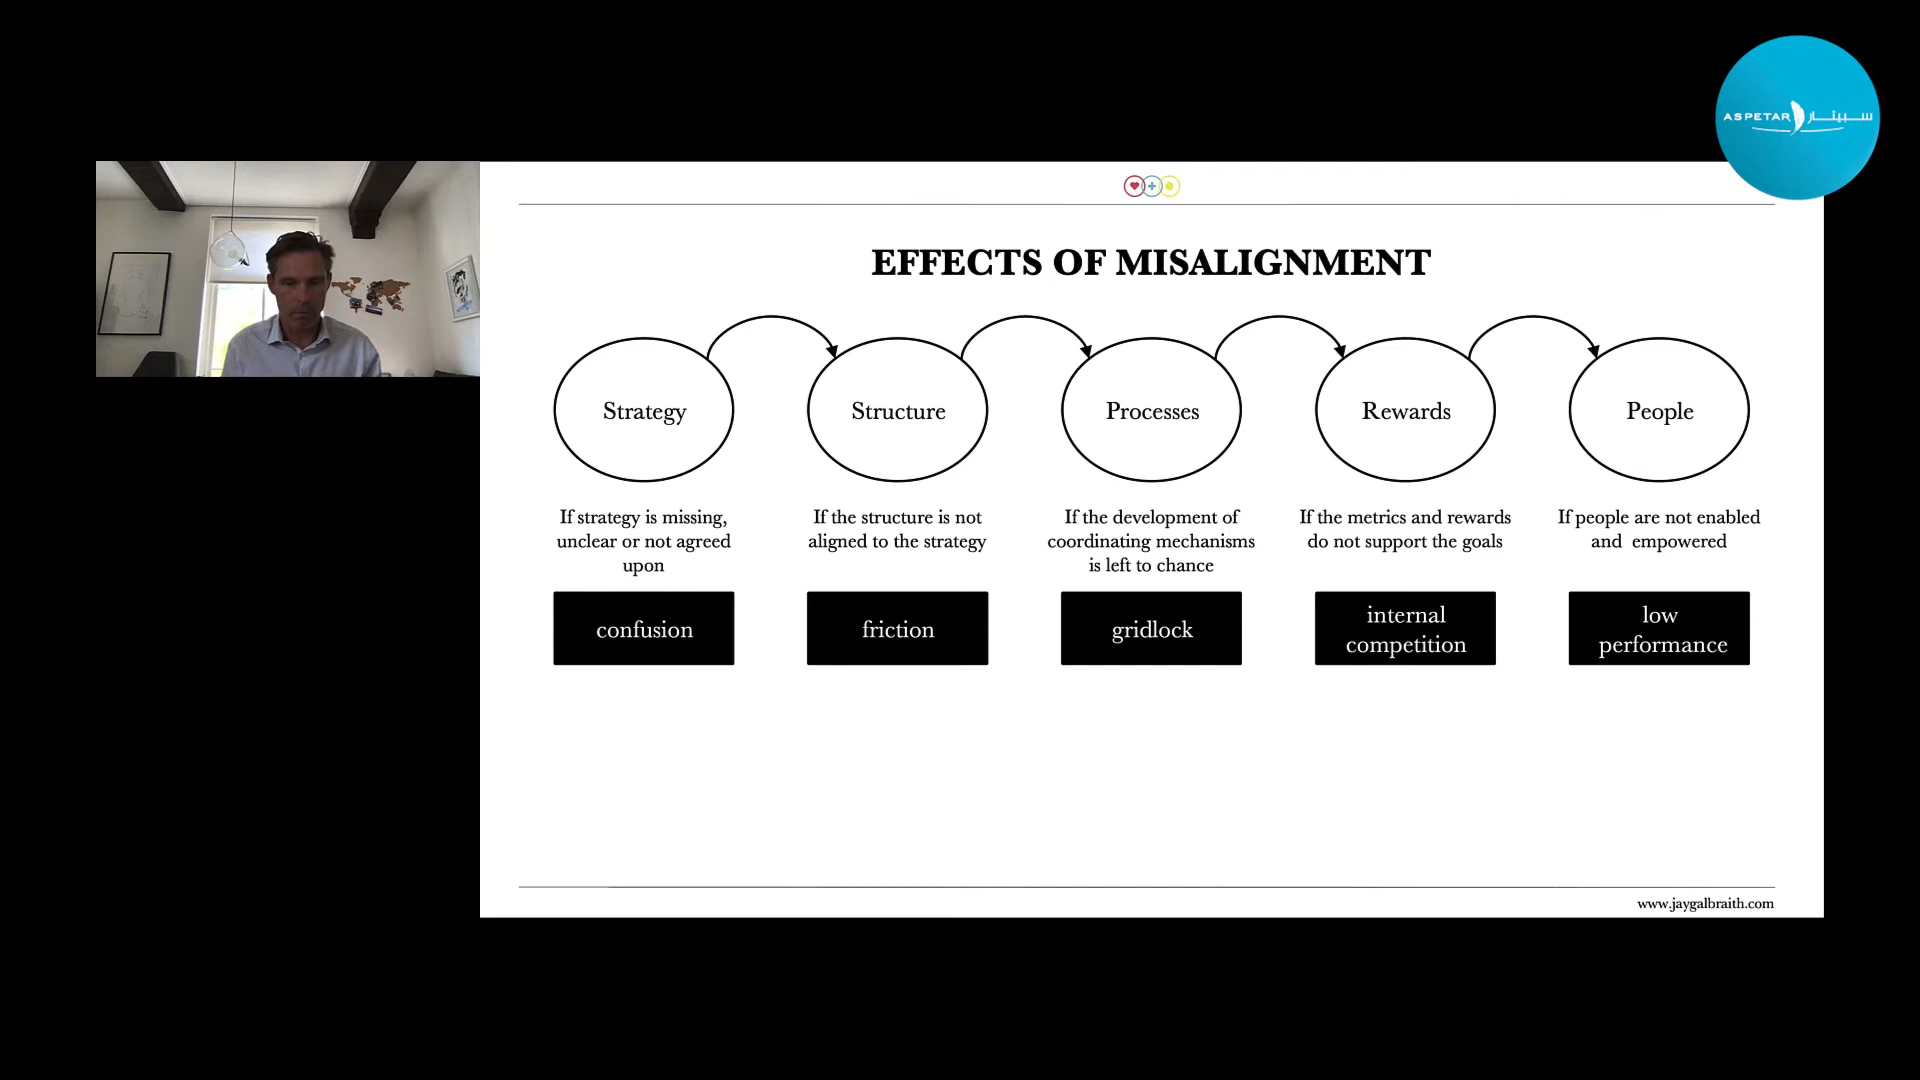 ASPETAR سبيتار
EFFECTS OF MISALIGNMENT
Strategy
Structure
Processes
Rewards
People
If strategy is missing,
unclear or not agreed
upon
If the structure is not
aligned to the strategy
If the development of
coordinating mechanisms
is left to chance
If the metrics and rewards
do not support the goals
If people are not enabled
and empowered
confusion
friction
gridlock
internal
competition
low
performance
www.jaygalbraith.com